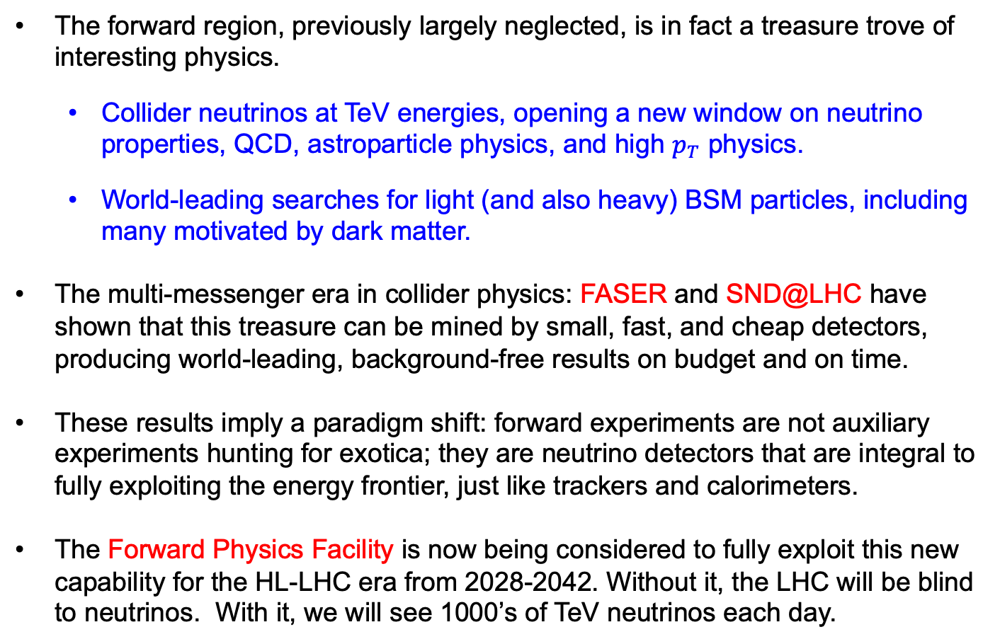 • The forward region, previously largely neglected, is in fact a treasure trove of
interesting physics.
• Collider neutrinos at TeV energies, opening a new window on neutrino
properties, QCD, astroparticle physics, and high p_T physics.
• World-leading searches for light (and also heavy) BSM particles, including
many motivated by dark matter.
• The multi-messenger era in collider physics: FASER and SND@LHC have
shown that this treasure can be mined by small, fast, and cheap detectors,
producing world-leading, background-free results on budget and on time.
• These results imply a paradigm shift: forward experiments are not auxiliary
experiments hunting for exotica; they are neutrino detectors that are integral to
fully exploiting the energy frontier, just like trackers and calorimeters.
• The Forward Physics Facility is now being considered to fully exploit this new
capability for the HL-LHC era from 2028-2042. Without it, the LHC will be blind
to neutrinos.  With it, we will see 1000’s of TeV neutrinos each day.